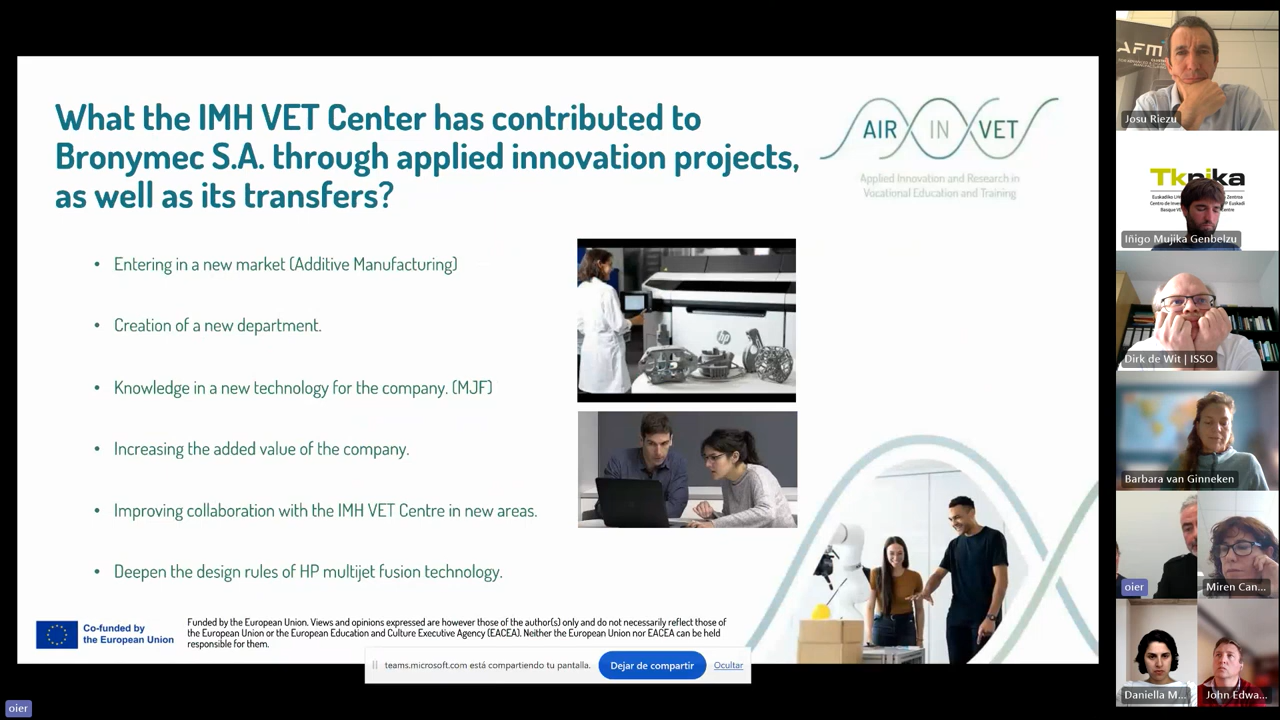 What the IMH VET Center has contributed to
Bronymec S.A. through applied innovation projects,
as well as its transfers?
AIR IN VET
Applied Innovation and Research in
Vocational Education and Training
• Entering in a new market (Additive Manufacturing)
• Creation of a new department.
• Knowledge in a new technology for the company. (MJF)
• Increasing the added value of the company.
• Improving collaboration with the IMH VET Centre in new areas.
• Deepen the design rules of HP multijet fusion technology.
hp
Co-funded by
the European Union
Funded by the European Union. Views and opinions expressed are however those of the author(s) only and do not necessarily reflect those of
the European Union or the European Education and Culture Executive Agency (EACEA). Neither the European Union nor EACEA can be held
responsible for them.
teams.microsoft.com está compartiendo tu pantalla.
Dejar de compartir
Ocultar
oier
AFM
Josu Riezu
Tknika
Iñigo Mujika Genbelzu
Dirk de Wit | ISSO
Barbara van Ginneken
oier
Miren Can...
Daniella M...
John Edwa...